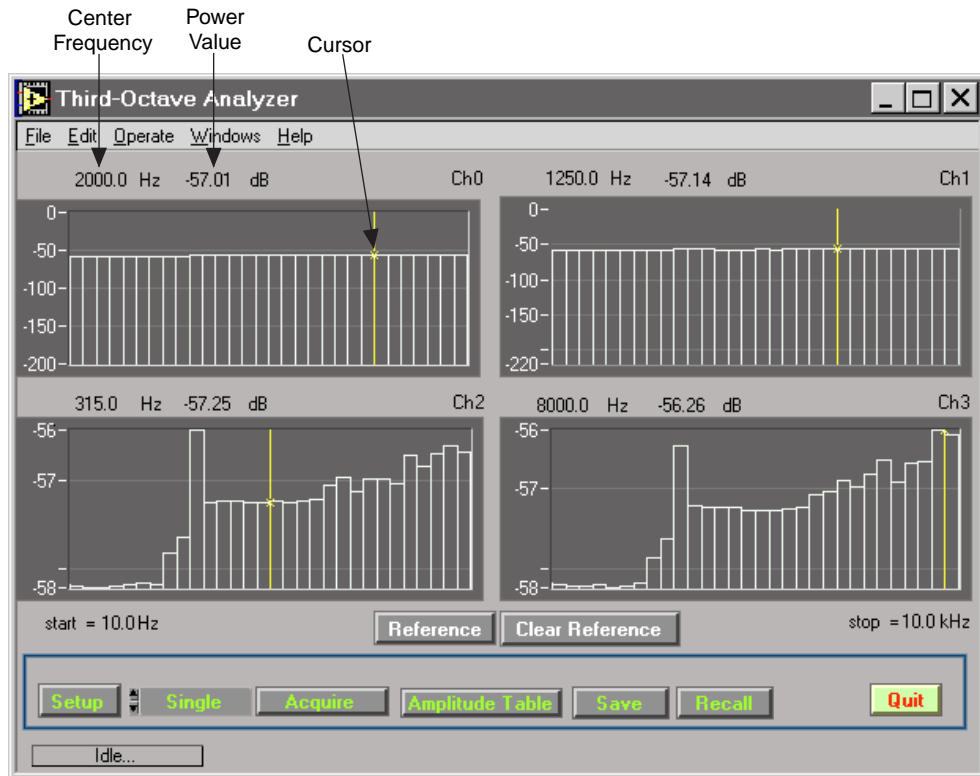 Center Frequency
Power Value
Cursor
Third-Octave Analyzer
File Edit Operate Windows Help
2000.0 Hz -57.01 dB Ch0
0
-50
-100
-150
-200
1250.0 Hz -57.14 dB Ch1
0
-50
-100
-150
-220
315.0 Hz -57.25 dB Ch2
-56
-57
-58
8000.0 Hz -56.26 dB Ch3
-56
-57
-58
start = 10.0Hz
Reference
Clear Reference
stop = 10.0 kHz
Setup
Single
Acquire
Amplitude Table
Save
Recall
Quit
Idle...